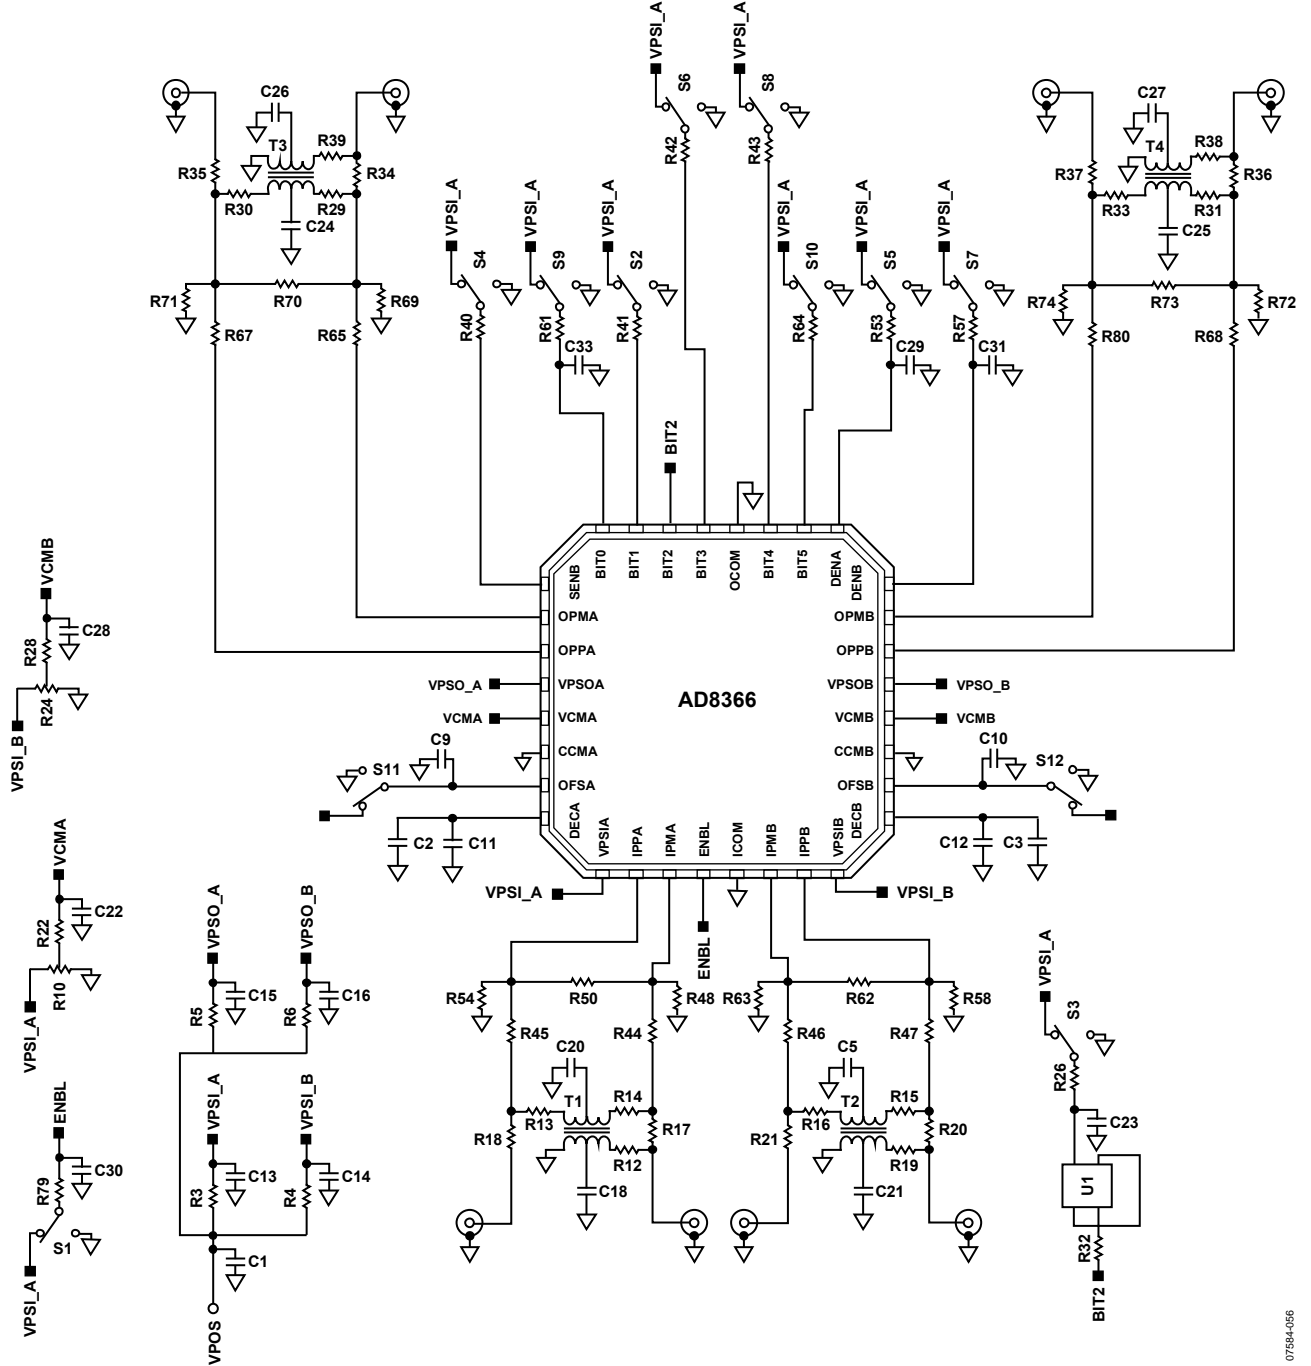 VPSI_A
VPSI_A
S6
S8
C26
C27
T3
R39
R42
R43
T4
R38
R35
R34
R37
R36
R30
R29
R33
R31
C24
C25
VPSI_A
VPSI_A
VPSI_A
VPSI_A
VPSI_A
VPSI_A
S4
S9
S2
S10
S5
S7
R71
R70
R69
R74
R73
R72
R67
R65
R40
R61
R41
R64
R53
R57
R80
R68
C33
C29
C31
BIT2
SENB
BIT0
BIT1
BIT2
BIT3
OCOM
BIT4
BIT5
DENA
DENB
OPMA
OPMB
OPPA
OPPB
VPSO_A
VPSOA
AD8366
VPSOB
VPSO_B
VCMA
VCMA
VCMB
VCMB
CCMA
CCMB
OFSA
OFSB
C9
C10
S11
S12
DECA
VPSIA
IPPA
IPMA
ENBL
ICOM
IPMB
IPPB
VPSIB
DECB
C2
C11
C12
C3
VPSI_A
VPSI_B
ENBL
VCMB
C28
R28
R24
VPSI_B
VCMA
C22
R22
R10
VPSI_A
VPSO_A
VPSO_B
C15
C16
R5
R6
ENBL
C30
R79
S1
VPSI_A
VPSI_A
VPSI_B
C13
C14
R3
R4
C1
VPOS
R54
R50
R48
R63
R62
R58
R45
R44
R46
R47
C20
C5
T1
R14
T2
R15
R13
R16
R18
R17
R21
R20
R12
R19
C18
C21
VPSI_A
S3
R26
C23
U1
R32
BIT2
07584-056